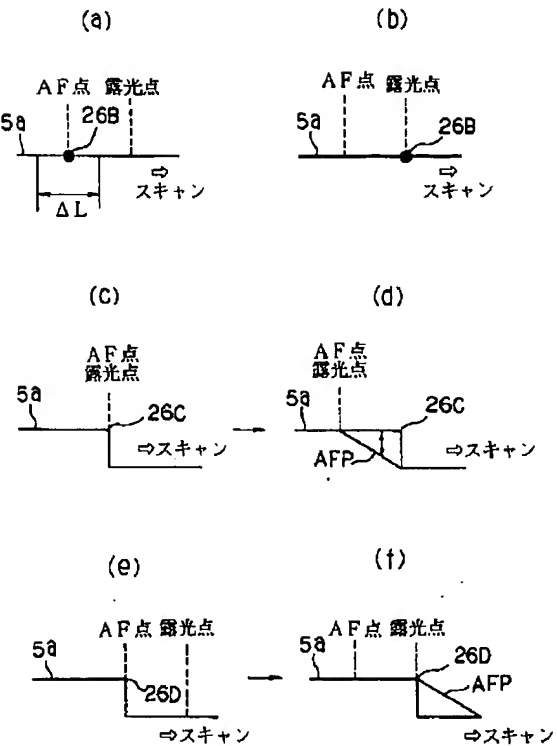 (a)
AF点 露光点
5a
26B
⇨
スキャン
ΔL
(b)
AF点 露光点
5a
26B
⇨
スキャン
(c)
AF点
露光点
5a
26C
⇨スキャン
(d)
AF点
露光点
5a
26C
⇨スキャン
AFP
(e)
AF点 露光点
5a
26D
⇨スキャン
(f)
AF点 露光点
5a
26D
AFP
⇨スキャン